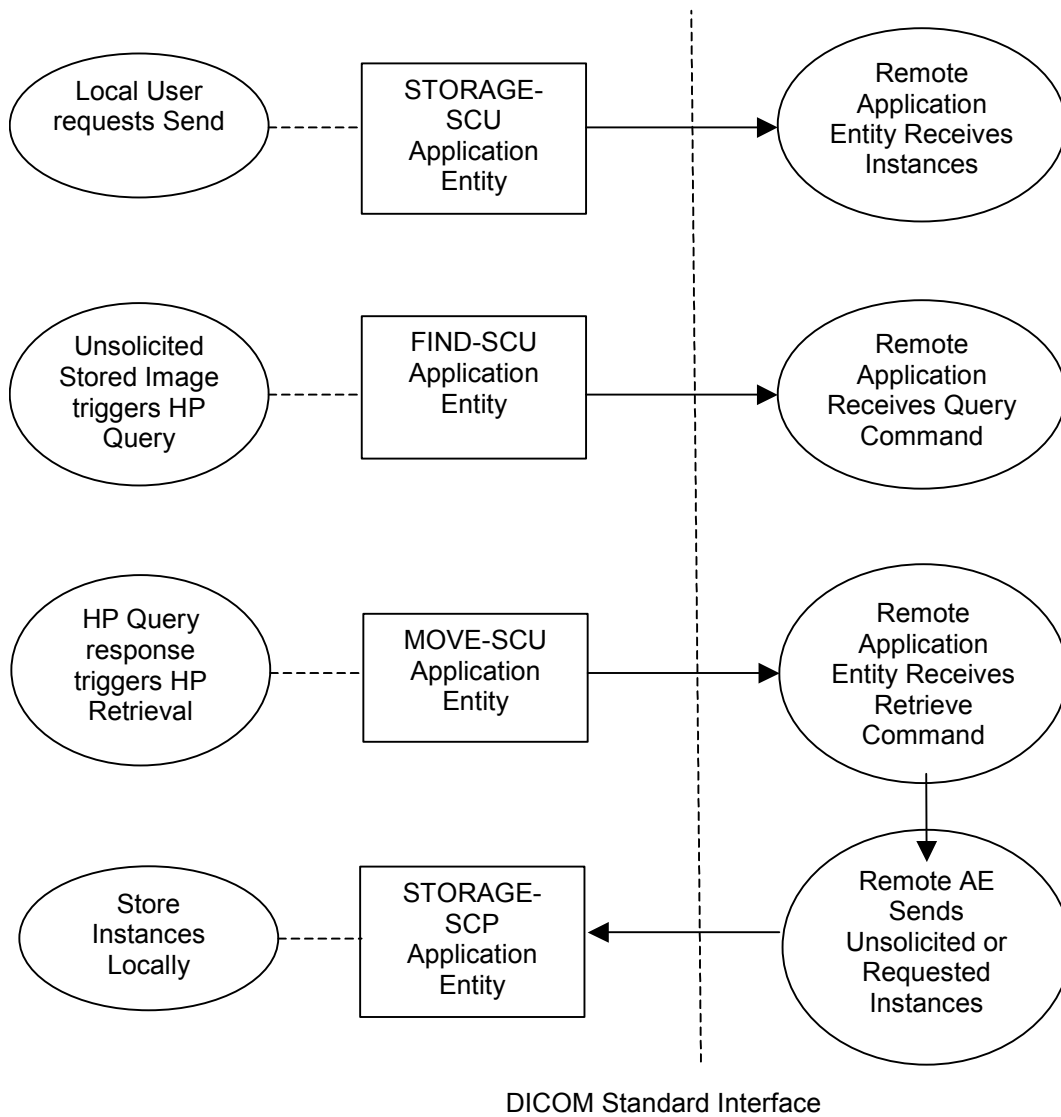 Local User
requests Send
STORAGE-
SCU
Application
Entity
Remote
Application
Entity Receives
Instances
Unsolicited
Stored Image
triggers HP
Query
FIND-SCU
Application
Entity
Remote
Application
Receives Query
Command
HP Query
response
triggers HP
Retrieval
MOVE-SCU
Application
Entity
Remote
Application
Entity Receives
Retrieve
Command
Store
Instances
Locally
STORAGE-
SCP
Application
Entity
Remote AE
Sends
Unsolicited or
Requested
Instances
DICOM Standard Interface